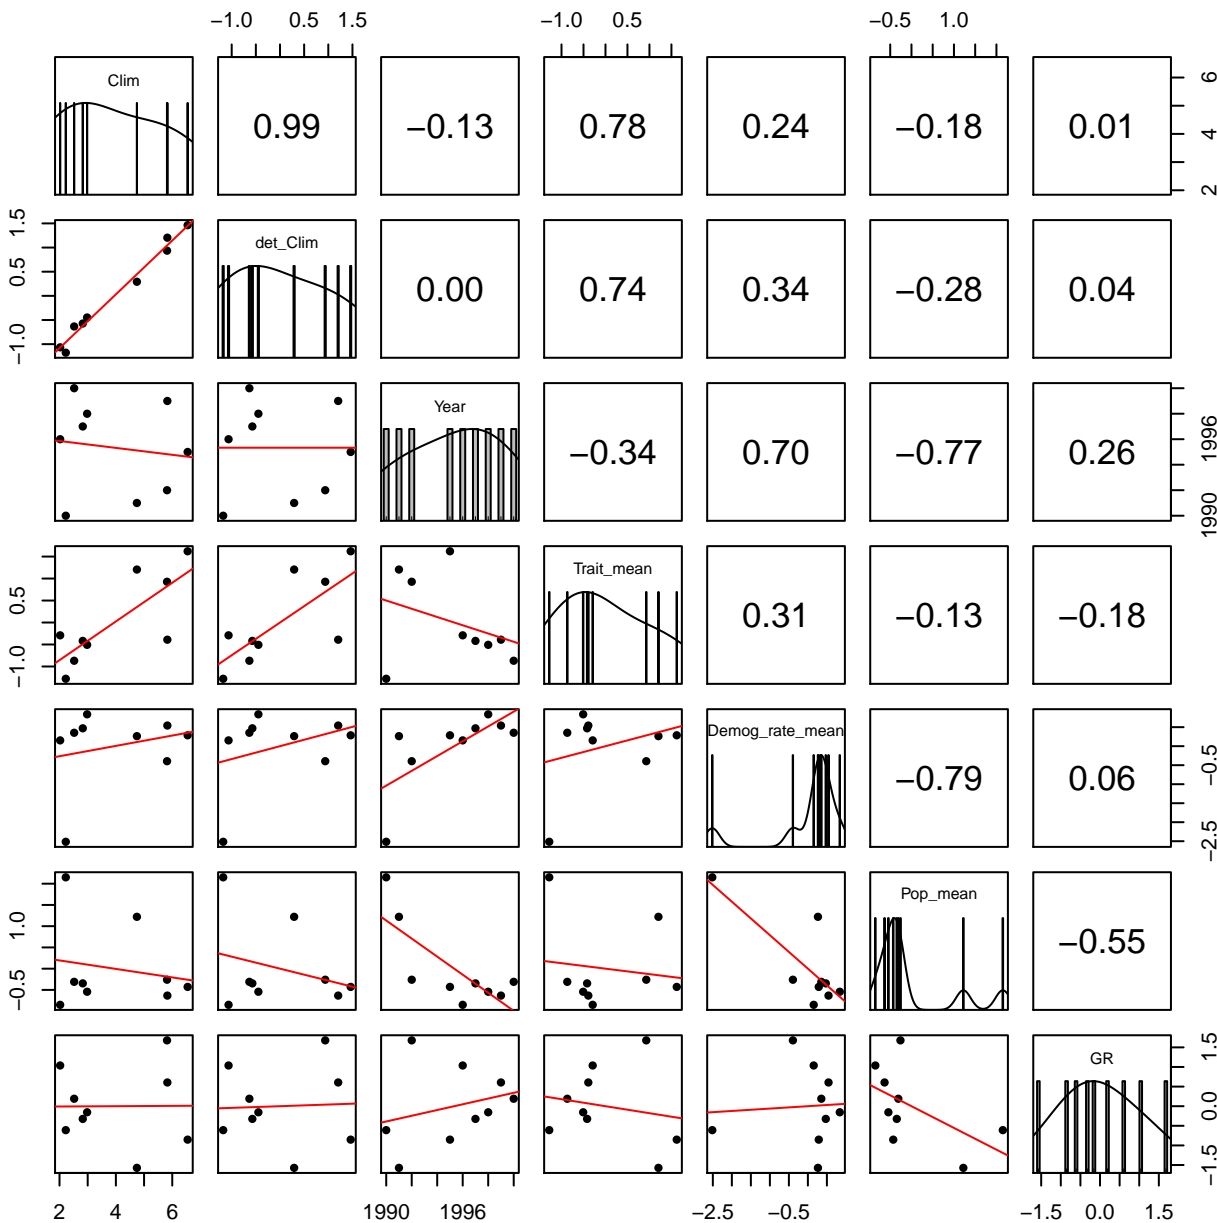 −1.0 0.5 1.5 −1.0 0.5 −0.5 1.0
Clim 0.99 −0.13 0.78 0.24 −0.18 0.01 2 4 6
−1.0 0.5 1.5 det_Clim 0.00 0.74 0.34 −0.28 0.04
Year −0.34 0.70 −0.77 0.26 1990 1996
−1.0 0.5 Trait_mean 0.31 −0.13 −0.18
Demog_rate_mean −0.79 0.06 −2.5 −0.5
−0.5 1.0 Pop_mean −0.55
GR −1.5 0.0 1.5
2 4 6 1990 1996 −2.5 −0.5 −1.5 0.0 1.5